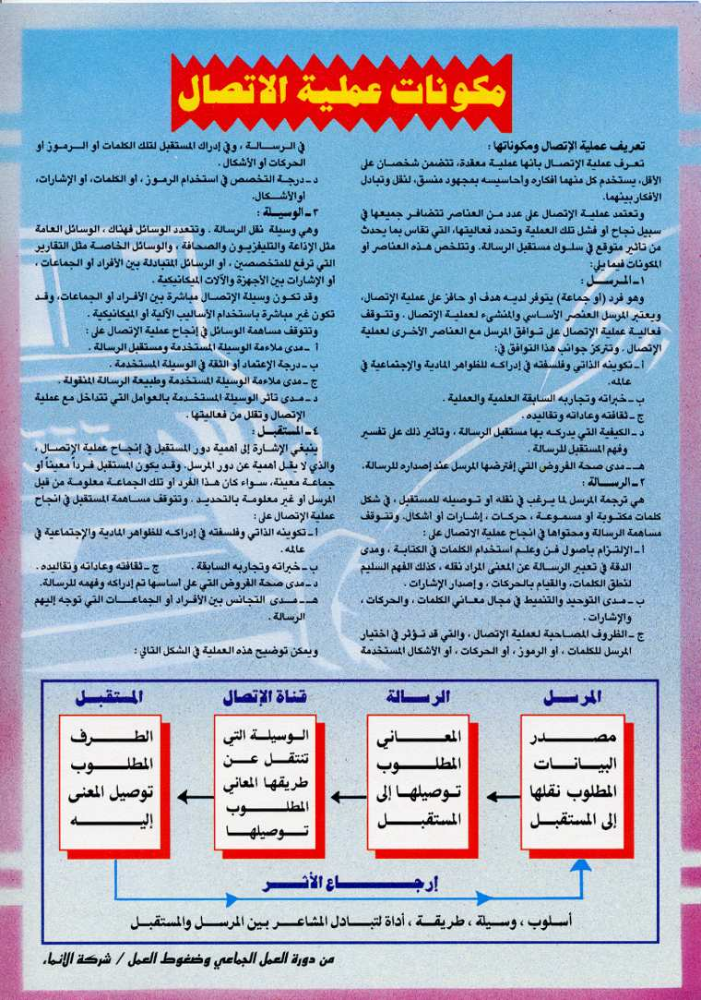 مكونات عملية الاتصال
تعريف عملية الإتصال ومكوناتها :
تعرف عملية الإتصال بأنها عملية معقدة، تتضمن شخصان على
الأقل، يستخدم كل منهما أفكاره وأحاسيسه بمجهود منسق، لنقل وتبادل
الأفكار بينهما.
وتعتمد عملية الإتصال على عدد من العناصر تتضافر جميعها في
سبيل نجاح أو فشل تلك العملية وتحدد فعاليتها، التي تقاس بما يحدث
من تأثير متوقع في سلوك مستقبل الرسالة. وتتلخص هذه العناصر أو
المكونات فيما يلي:
١ - المرسل :
وهو فرد (أو جماعة) يتوفر لديه هدف أو حافز على عملية الإتصال،
ويعتبر المرسل العنصر الأساسي والمنشىء لعملية الإتصال . وتتوقف
فعالية عملية الإتصال على توافق المرسل مع العناصر الأخرى لعملية
الإتصال . وتتركز جوانب هذا التوافق في:
أ - تكوينه الذاتي وفلسفته في إدراكه للظواهر المادية والإجتماعية في
عالمه.
ب - خبراته وتجاربه السابقة العلمية والعملية .
ج - ثقافته وعاداته وتقاليده .
د - الكيفية التي يدركه بها مستقبل الرسالة ، وتأثير ذلك على تفسير
وفهم المستقبل للرسالة .
هـ - مدى صحة الفروض التي إفترضها المرسل عند إصداره للرسالة.
٢ - الرسالة :
هي ترجمة المرسل لما يرغب في نقله أو توصيله للمستقبل ، في شكل
كلمات مكتوبة أو مسموعة ، حركات ، إشارات أو أشكال. وتتوقف
مساهمة الرسالة ومحتواها في انجاح عملية الاتصال على :
أ - الإلتزام بأصول فن وعلم استخدام الكلمات في الكتابة ، ومدى
الدقة في تعبير الرسالة عن المعنى المراد نقله ، كذلك الفهم السليم
لنطق الكلمات، والقيام بالحركات ، و إصدار الإشارات .
ب - مدى التوحيد والتنميط في مجال معاني الكلمات ، والحركات ،
والإشارات .
ج - الظروف المصاحبة لعملية الإتصال ، والتي قد تؤثر في اختيار
المرسل للكلمات ، أو الرموز ، أو الحركات ، أو الأشكال المستخدمة
في الرسالة ، وفي إدراك المستقبل لتلك الكلمات أو الرموز أو
الحركات أو الأشكال .
د - درجة التخصص في استخدام الرموز ، أو الكلمات، أو الإشارات،
أو الأشكال.
٣ - الوسيلة :
وهي وسيلة نقل الرسالة . وتتعدد الوسائل فهناك ، الوسائل العامة
مثل الإذاعة والتليفزيون والصحافة ، والوسائل الخاصة مثل التقارير
التي ترفع للمتخصصين ، أو الرسائل المتبادلة بين الأفراد أو الجماعات ،
أو الإشارات بين الأجهزة والآلات الميكانيكية .
وقد تكون وسيلة الإتصال مباشرة بين الأفراد أو الجماعات، وقد
تكون غير مباشرة باستخدام الأساليب الآلية أو الميكانيكية .
وتتوقف مساهمة الوسائل في إنجاح عملية الإتصال على :
أ - مدى ملاءمة الوسيلة المستخدمة ومستقبل الرسالة .
ب - درجة الإعتماد أو الثقة في الوسيلة المستخدمة .
ج - مدى ملاءمة الوسيلة المستخدمة وطبيعة الرسالة المنقولة .
د - مدى تأثر الوسيلة المستخدمة بالعوامل التي تتداخل مع عملية
الإتصال وتقلل من فعاليتها .
٤ - المستقبل :
ينبغي الإشارة إلى أهمية دور المستقبل في إنجاح عملية الإتصال ،
والذي لا يقل أهمية عن دور المرسل. وقد يكون المستقبل فرداً معيناً أو
جماعة معينة، سواء كان هذا الفرد أو تلك الجماعة معلومة من قبل
المرسل أو غير معلومة بالتحديد . وتتوقف مساهمة المستقبل في انجاح
عملية الإتصال على :
أ - تكوينه الذاتي وفلسفته في إدراكه للظواهر المادية والإجتماعية في
عالمه .
ب - خبراته وتجاربه السابقة . ج - ثقافته وعاداته وتقاليده .
د - مدى صحة الفروض التي على أساسها تم إدراكه وفهمه للرسالة.
هـ - مدى التجانس بين الأفراد أو الجماعات التي توجه إليهم
الرسالة .
ويمكن توضيح هذه العملية في الشكل التالي :
المرسل
مصدر
البيانات
المطلوب نقلها
إلى المستقبل
الرسالة
المعاني
المطلوب
توصيلها إلى
المستقبل
قناة الإتصال
الوسيلة التي
تنتقل عن
طريقها المعاني
المطلوب
توصيلها
المستقبل
الطرف
المطلوب
توصيل المعنى
إليه
إرجاع الأثر
أسلوب ، وسيلة ، طريقة ، أداة لتبادل المشاعر بين المرسل والمستقبل
من دورة العمل الجماعي وضغوط العمل / شركة الانماء